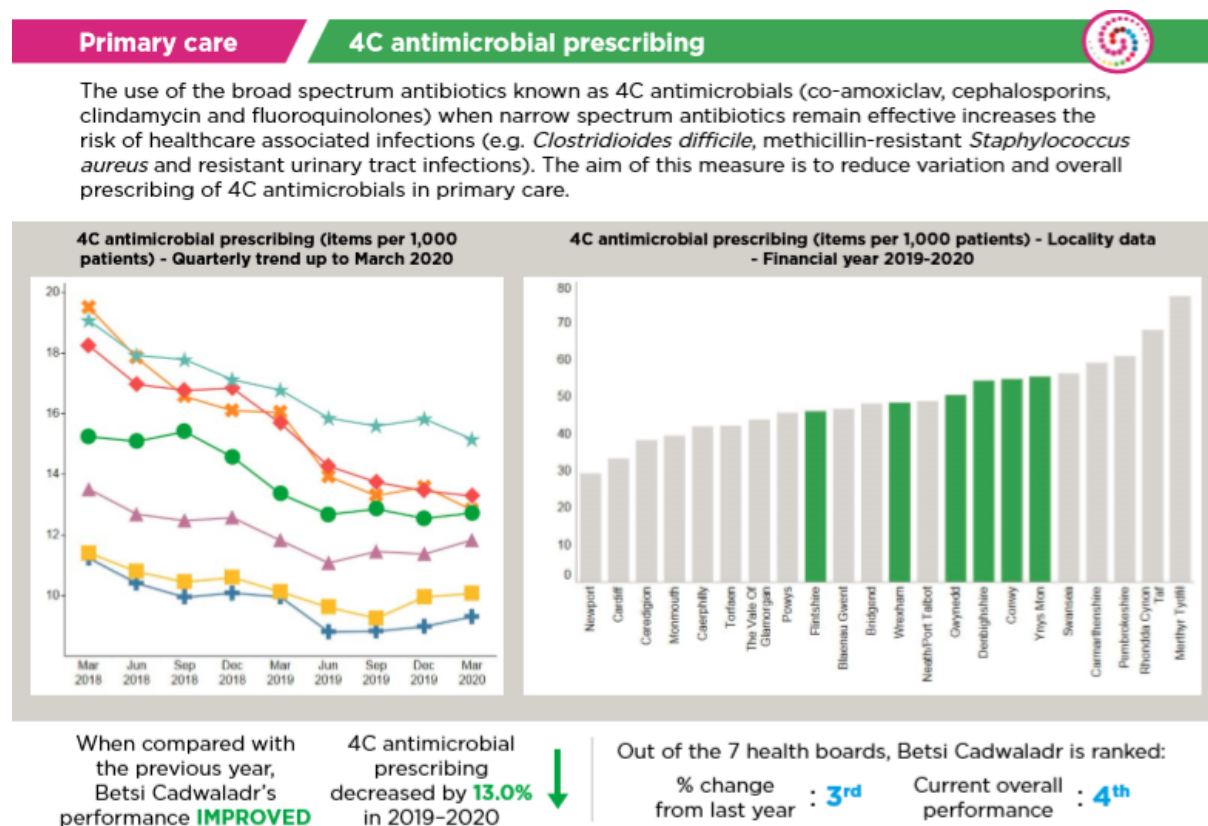 Primary care
4C antimicrobial prescribing
The use of the broad spectrum antibiotics known as 4C antimicrobials (co-amoxiclav, cephalosporins,
clindamycin and fluoroquinolones) when narrow spectrum antibiotics remain effective increases the
risk of healthcare associated infections (e.g. Clostridioides difficile, methicillin-resistant Staphylococcus
aureus and resistant urinary tract infections). The aim of this measure is to reduce variation and overall
prescribing of 4C antimicrobials in primary care.
4C antimicrobial prescribing (items per 1,000
patients) - Quarterly trend up to March 2020
20
18
16
14
12
10
Mar
2018
Jun
2018
Sep
2018
Dec
2018
Mar
2019
Jun
2019
Sep
2019
Dec
2019
Mar
2020
4C antimicrobial prescribing (items per 1,000 patients) - Locality data
- Financial year 2019-2020
80
70
60
50
40
30
20
10
0
Newport
Cardiff
Ceredigion
Monmouth
Caerphilly
Torfaen
The Vale Of
Glamorgan
Powys
Flintshire
Blaenau Gwent
Bridgend
Wrexham
Neath/Port Talbot
Gwynedd
Denbighshire
Conwy
Ynys Mon
Swansea
Carmarthenshire
Pembrokeshire
Rhondda Cynon
Taf
Merthyr Tydfil
When compared with
the previous year,
Betsi Cadwaladr's
performance IMPROVED
4C antimicrobial
prescribing
decreased by 13.0%
in 2019–2020
Out of the 7 health boards, Betsi Cadwaladr is ranked:
% change
from last year : 3rd
Current overall
performance : 4th